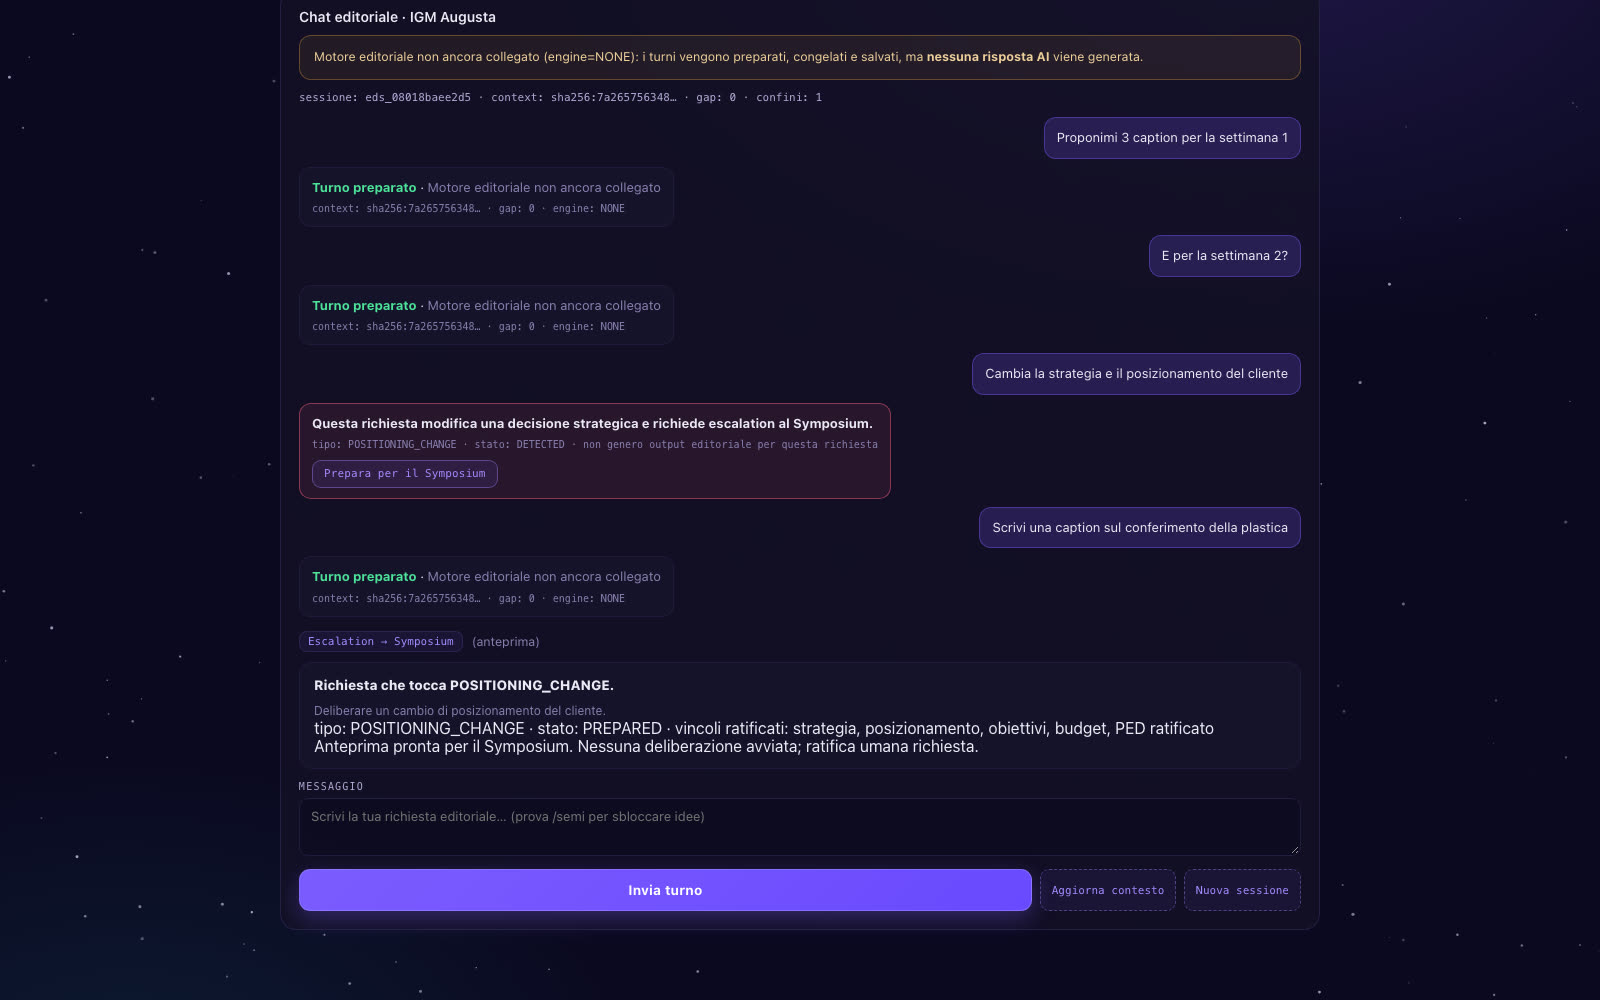 Chat editoriale · IGM Augusta
Motore editoriale non ancora collegato (engine=NONE): i turni vengono preparati, congelati e salvati, ma nessuna risposta AI viene generata.
sessione: eds_08018baee2d5 · context: sha256:7a265756348… · gap: 0 · confini: 1
Proponimi 3 caption per la settimana 1
Turno preparato · Motore editoriale non ancora collegato
context: sha256:7a265756348… · gap: 0 · engine: NONE
E per la settimana 2?
Turno preparato · Motore editoriale non ancora collegato
context: sha256:7a265756348… · gap: 0 · engine: NONE
Cambia la strategia e il posizionamento del cliente
Questa richiesta modifica una decisione strategica e richiede escalation al Symposium.
tipo: POSITIONING_CHANGE · stato: DETECTED · non genero output editoriale per questa richiesta
Prepara per il Symposium
Scrivi una caption sul conferimento della plastica
Turno preparato · Motore editoriale non ancora collegato
context: sha256:7a265756348… · gap: 0 · engine: NONE
Escalation → Symposium (anteprima)
Richiesta che tocca POSITIONING_CHANGE.
Deliberare un cambio di posizionamento del cliente.
tipo: POSITIONING_CHANGE · stato: PREPARED · vincoli ratificati: strategia, posizionamento, obiettivi, budget, PED ratificato
Anteprima pronta per il Symposium. Nessuna deliberazione avviata; ratifica umana richiesta.
MESSAGGIO
Scrivi la tua richiesta editoriale… (prova /semi per sbloccare idee)
Invia turno
Aggiorna contesto
Nuova sessione